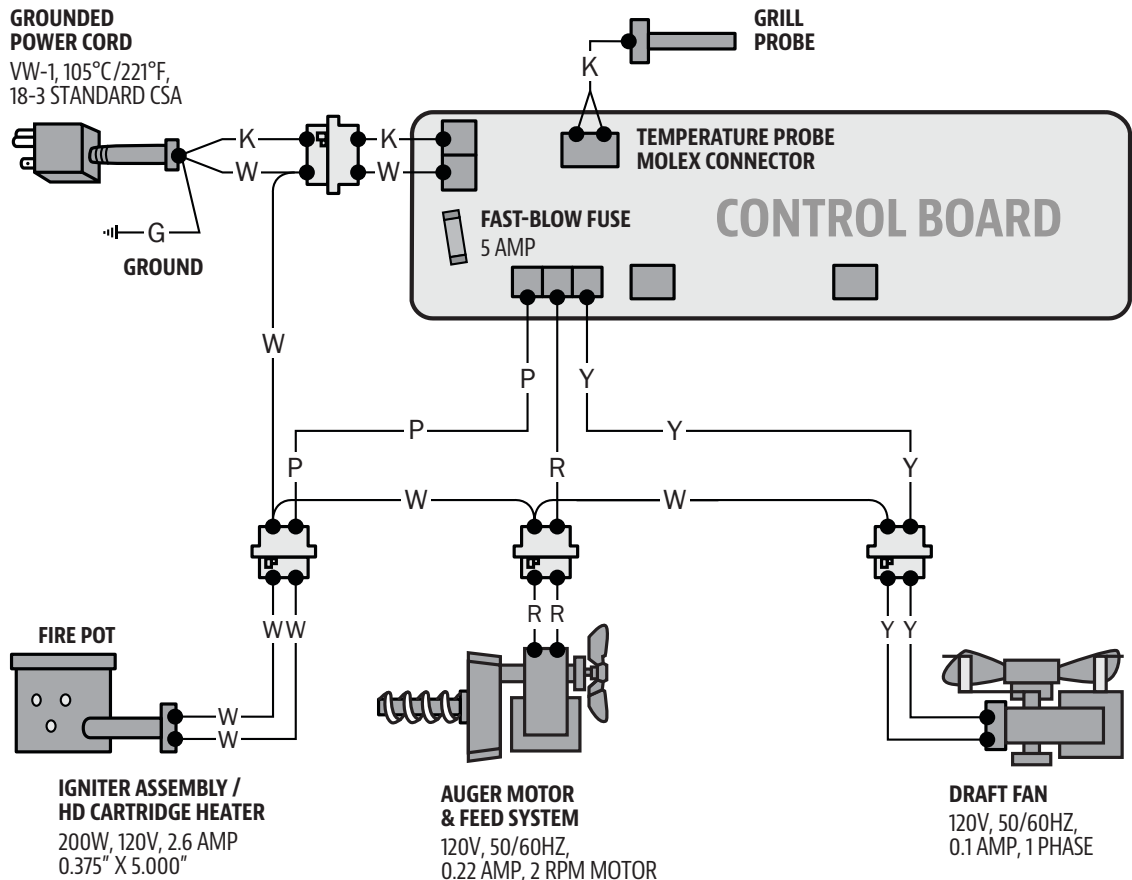 GROUNDED
POWER CORD
VW-1, 105°C/221°F,
18-3 STANDARD CSA
GRILL
PROBE
K
K
K
W
W
TEMPERATURE PROBE
MOLEX CONNECTOR
CONTROL BOARD
FAST-BLOW FUSE
5 AMP
G
GROUND
W
P
Y
P
Y
P
R
Y
W
W
R R
W W
Y Y
FIRE POT
W
W
IGNITER ASSEMBLY /
HD CARTRIDGE HEATER
200W, 120V, 2.6 AMP
0.375" X 5.000"
AUGER MOTOR
& FEED SYSTEM
120V, 50/60HZ,
0.22 AMP, 2 RPM MOTOR
DRAFT FAN
120V, 50/60HZ,
0.1 AMP, 1 PHASE